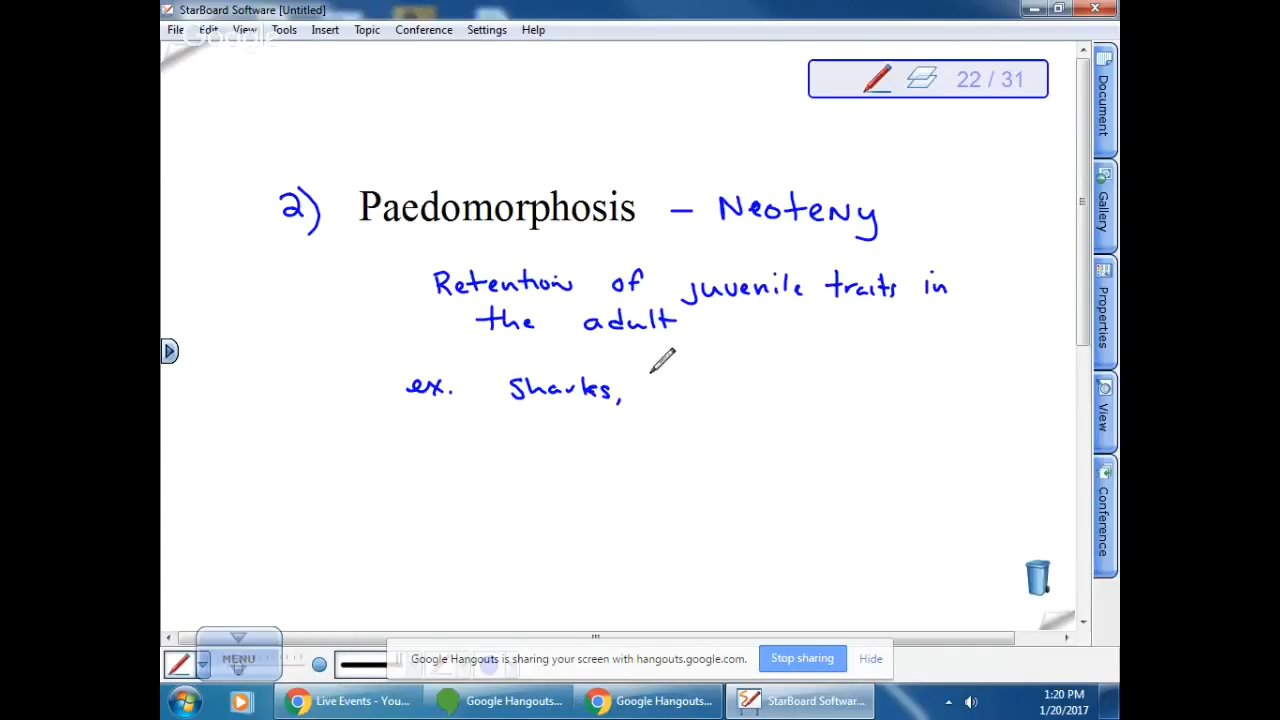 StarBoard Software [Untitled]
File Edit View Tools Insert Topic Conference Settings Help
Google
22 / 31
Document
Gallery
Properties
View
Conference
2) Paedomorphosis - Neoteny
Retention of juvenile traits in
the adult
ex. Sharks,
MENU
Google Hangouts is sharing your screen with hangouts.google.com. Stop sharing Hide
Live Events - You... Google Hangouts... Google Hangouts... StarBoard Softwar...
1:20 PM
1/20/2017